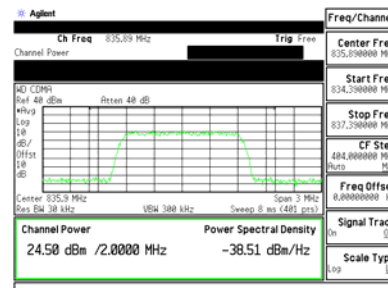 Agilent
Freq/Channe
Ch Freq 835.89 MHz Trig Free
Channel Power
Center Fre
835.890000 M
Start Fre
834.390000 M
WD CDMA
Ref 40 dBm Atten 40 dB
#Avg
Log
10
dB/
Offst
10
dB
Stop Fre
837.390000 M
CF Ste
404.000000 M
Auto M
Center 835.9 MHz Span 3 MHz
Res BW 30 kHz VBW 300 kHz Sweep 8 ms (401 pts)
Freq Offse
0.00000000
Channel Power Power Spectral Density
24.50 dBm /2.0000 MHz -38.51 dBm/Hz
Signal Trac
On
Scale Typ
Log